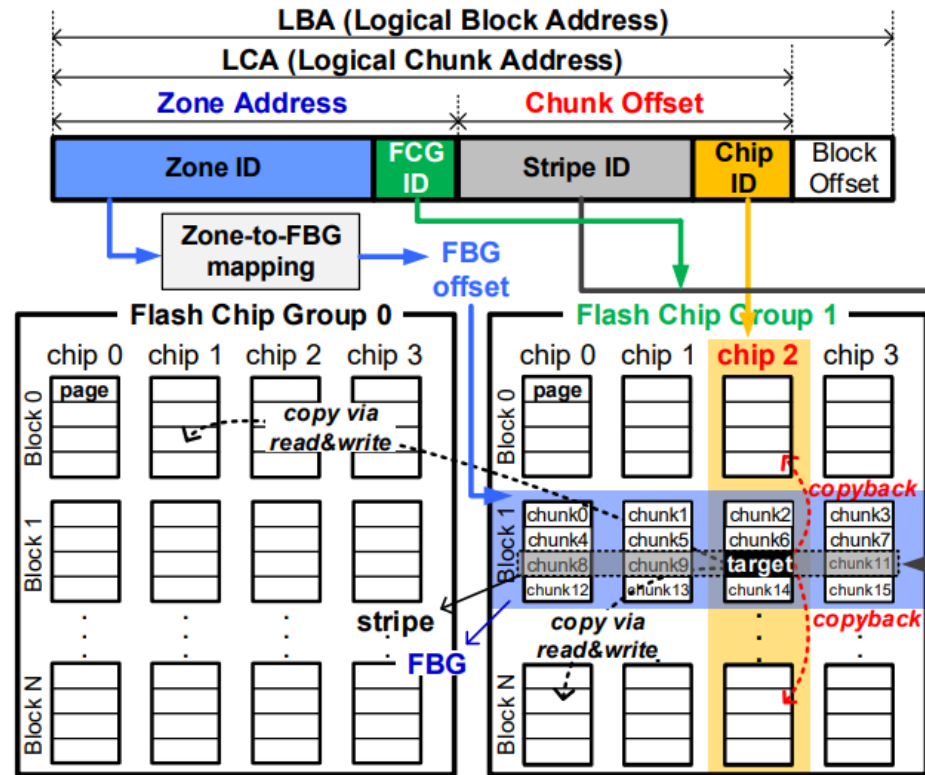 LBA (Logical Block Address)
LCA (Logical Chunk Address)
Zone Address
Chunk Offset
Zone ID
FCG
ID
Stripe ID
Chip
ID
Block
Offset
Zone-to-FBG
mapping
FBG
offset
Flash Chip Group 0
chip 0
chip 1
chip 2
chip 3
Block 0
page
copy via
read&write
Block 1
Block N
Flash Chip Group 1
chip 0
chip 1
chip 2
chip 3
Block 0
page
copyback
Block 1
chunk0
chunk1
chunk2
chunk3
chunk4
chunk5
chunk6
chunk7
chunk8
chunk9
target
chunk11
chunk12
chunk13
chunk14
chunk15
stripe
FBG
copy via
read&write
copyback
Block N